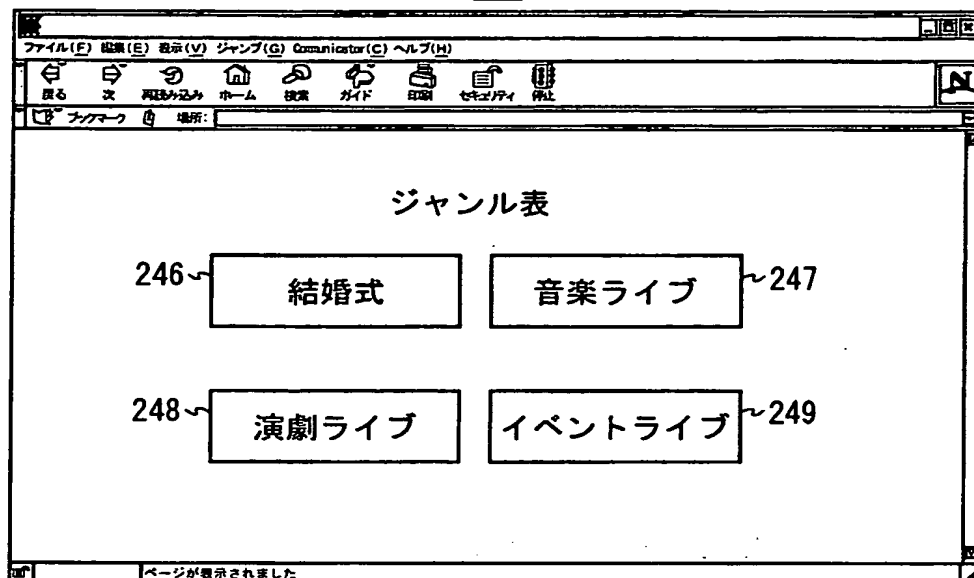 ファイル(F) 編集(E) 表示(V) ジャンプ(G) Communicator(C) ヘルプ(H)
戻る 次 再読み込み ホーム 検索 ガイド 印刷 セキュリティ 停止
ブックマーク 場所:
N
ジャンル表
246 結婚式 音楽ライブ 247
248 演劇ライブ イベントライブ 249
ページが表示されました